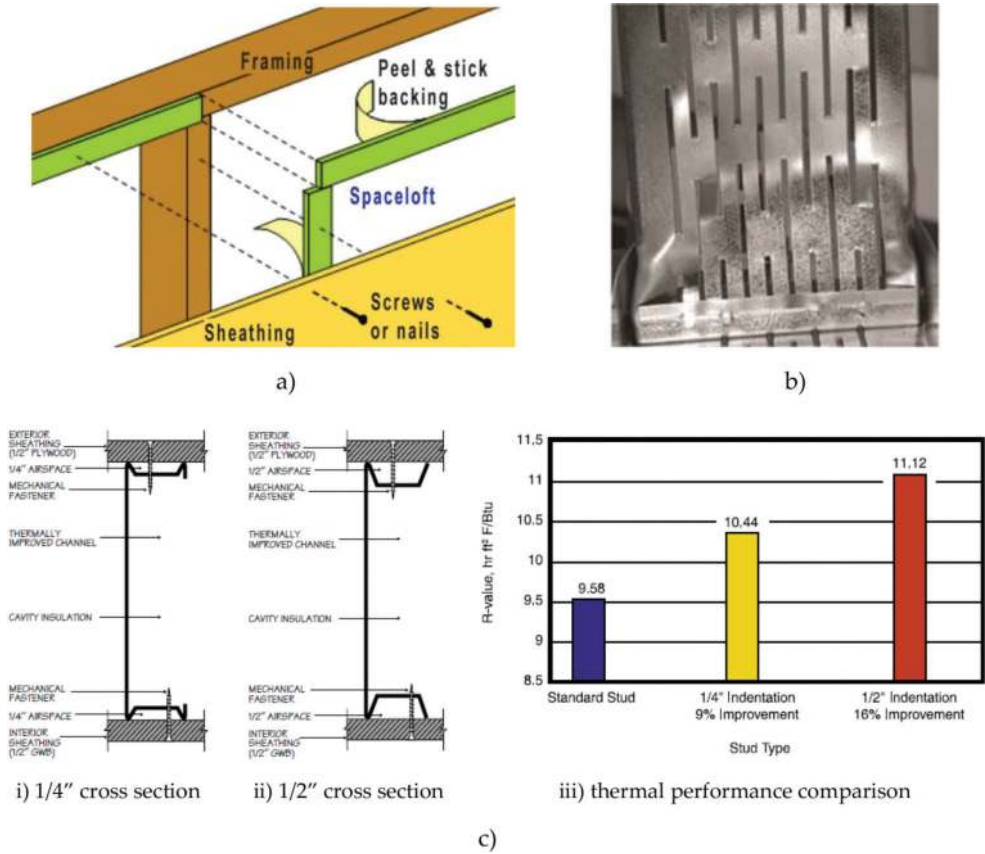 Framing
Peel & stick
backing
Spaceloft
Screws
or nails
Sheathing
a)
b)
EXTERIOR
SHEATHING
(1/2" PLYWOOD)
1/4" AIRSPACE
MECHANICAL
FASTENER
THERMALLY
IMPROVED CHANNEL
CAVITY INSULATION
MECHANICAL
FASTENER
1/4" AIRSPACE
INTERIOR
SHEATHING
(1/2" GWB)
i) 1/4” cross section
EXTERIOR
SHEATHING
(1/2" PLYWOOD)
1/2" AIRSPACE
MECHANICAL
FASTENER
THERMALLY
IMPROVED CHANNEL
CAVITY INSULATION
MECHANICAL
FASTENER
1/2" AIRSPACE
INTERIOR
SHEATHING
(1/2" GWB)
ii) 1/2” cross section
R-value, hr ft² F/Btu
11.5
11
10.5
10
9.5
9
8.5
9.58
10,44
11,12
Standard Stud
1/4" Indentation
9% Improvement
1/2" Indentation
16% Improvement
Stud Type
iii) thermal performance comparison
c)